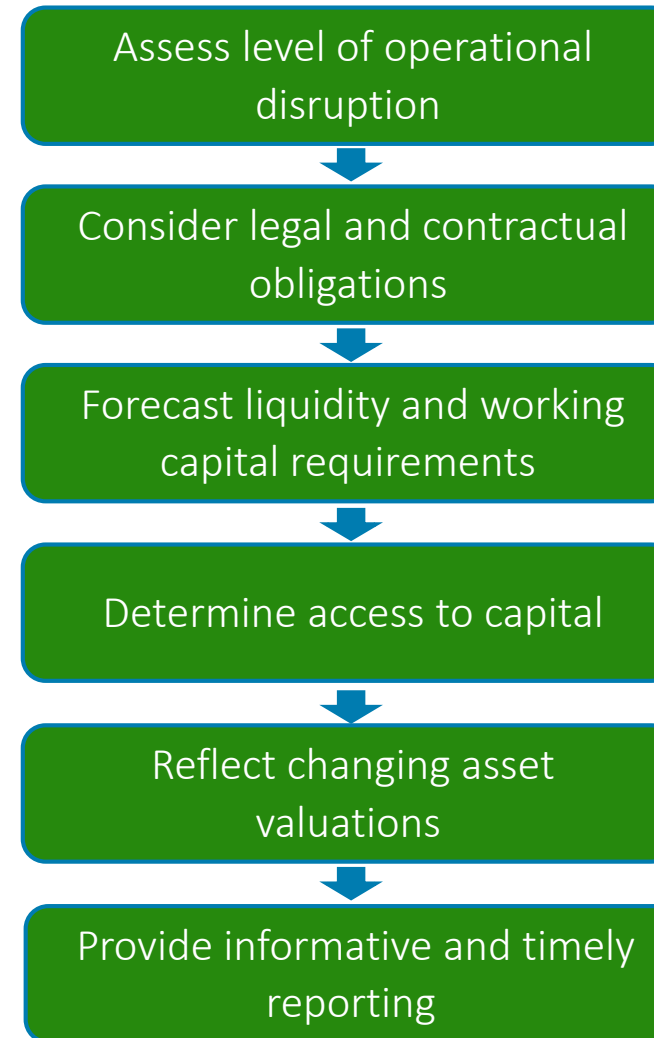 Assess level of operational
disruption
Consider legal and contractual
obligations
Forecast liquidity and working
capital requirements
Determine access to capital
Reflect changing asset
valuations
Provide informative and timely
reporting